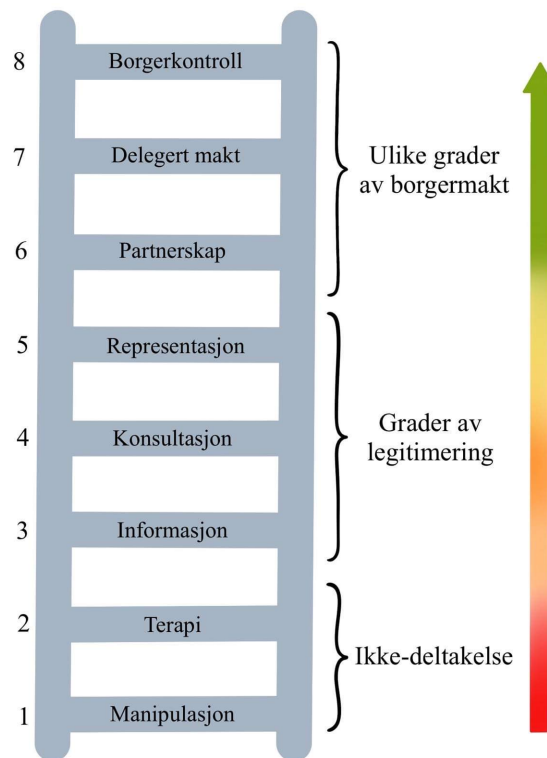 8 Borgerkontroll
7 Delegert makt
Ulike grader
av borgermakt
6 Partnerskap
5 Representasjon
4 Konsultasjon
Grader av
legitimering
3 Informasjon
2 Terapi
Ikke-deltakelse
1 Manipulasjon